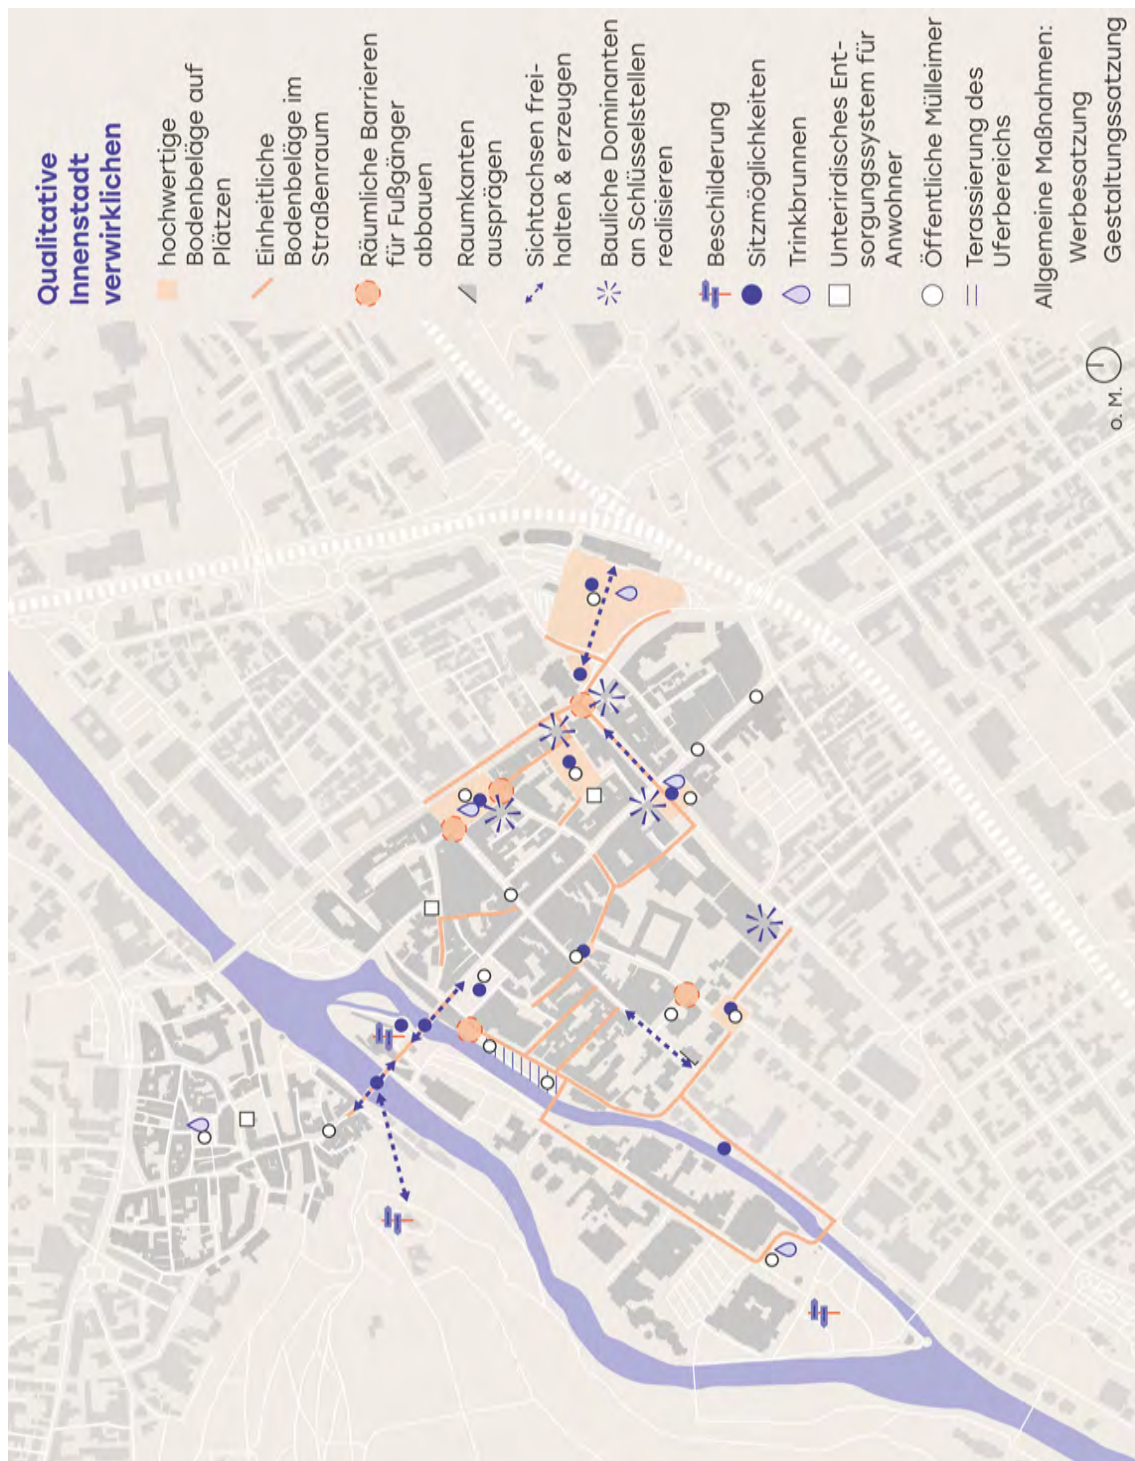 Qualitative
Innenstadt
verwirklichen
hochwertige
Bodenbeläge auf
Plätzen
Einheitliche
Bodenbeläge im
Straßenraum
Räumliche Barrieren
für Fußgänger
abbauen
Raumkanten
ausprägen
Sichtachsen frei-
halten & erzeugen
Bauliche Dominanten
an Schlüsselstellen
realisieren
Beschilderung
Sitzmöglichkeiten
Trinkbrunnen
Unterirdisches Ent-
sorgungssystem für
Anwohner
Öffentliche Mülleimer
Terassierung des
Uferbereichs
Allgemeine Maßnahmen:
Werbesatzung
Gestaltungssatzung
o. M.